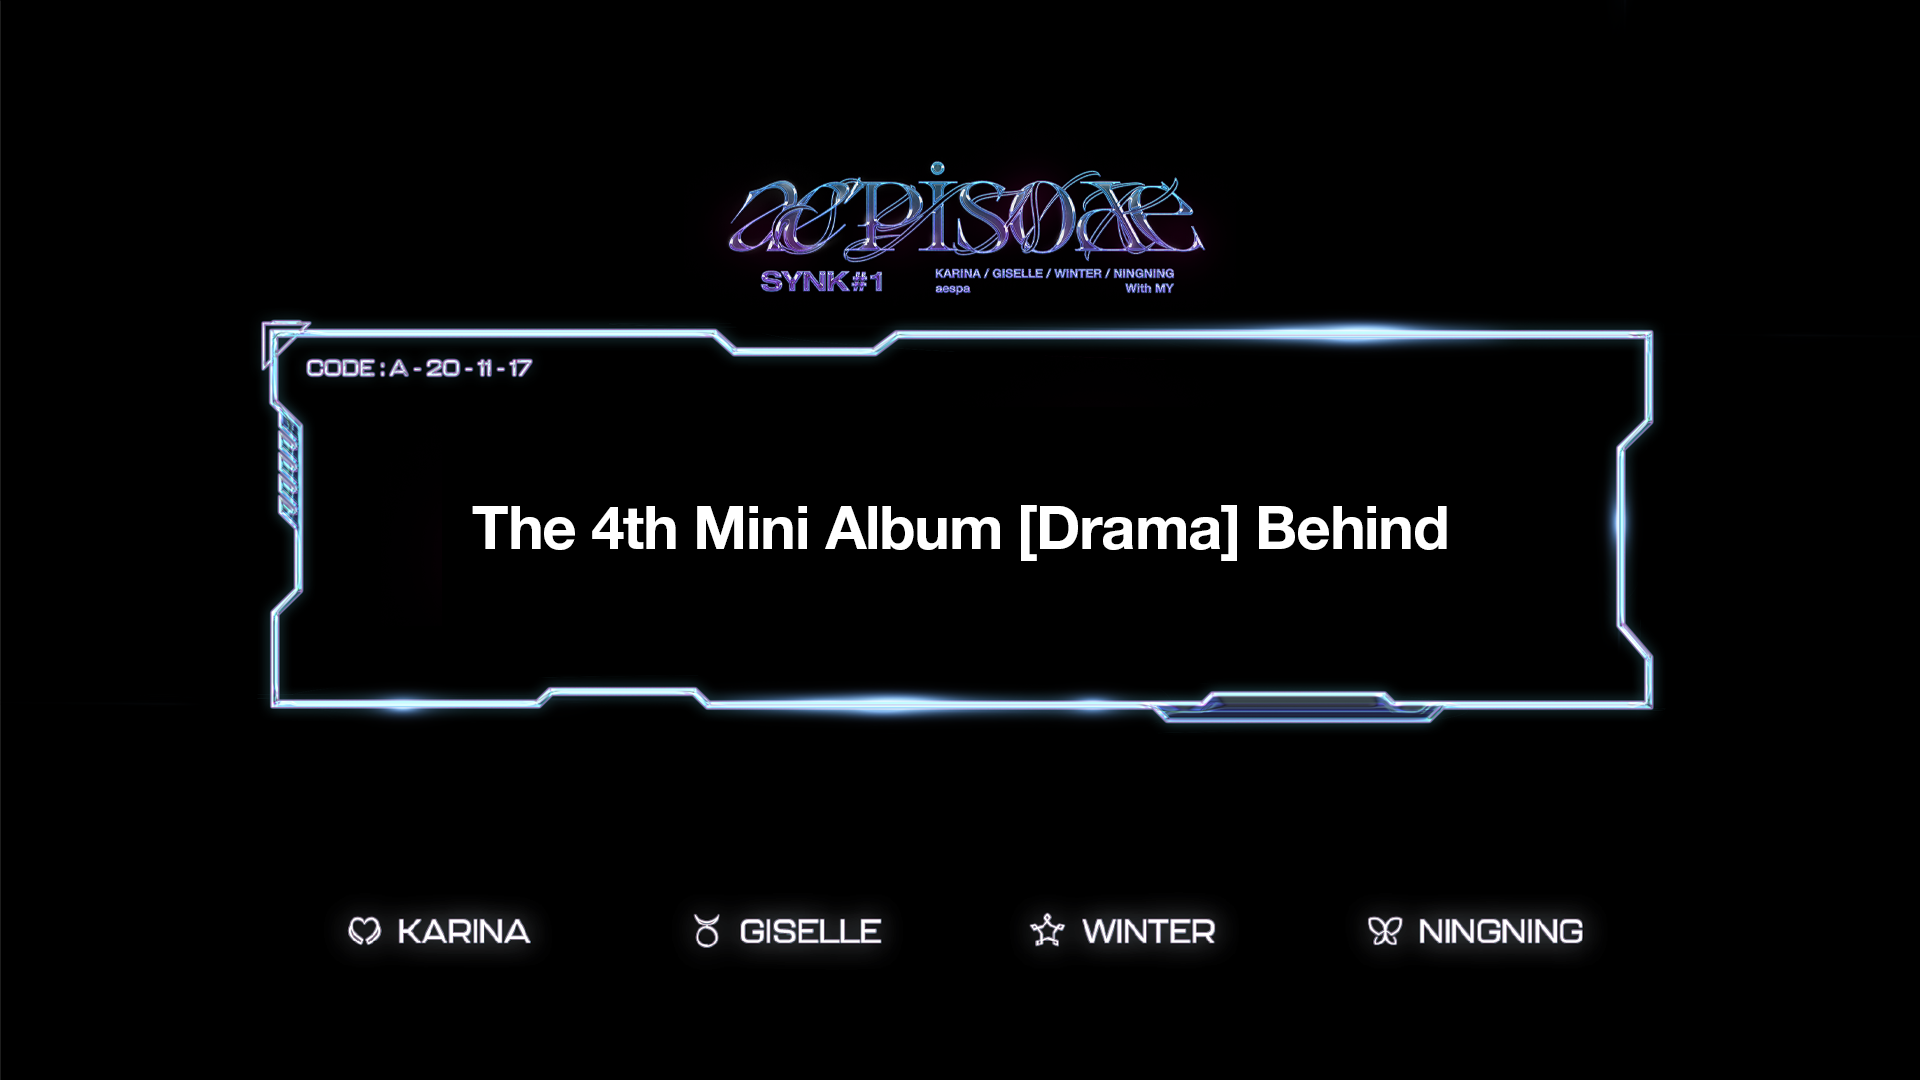 aepisode
SYNK#1
KARINA / GISELLE / WINTER / NINGNING
aespa With MY
CODE : A - 20 - 11 - 17
The 4th Mini Album [Drama] Behind
KARINA
GISELLE
WINTER
NINGNING